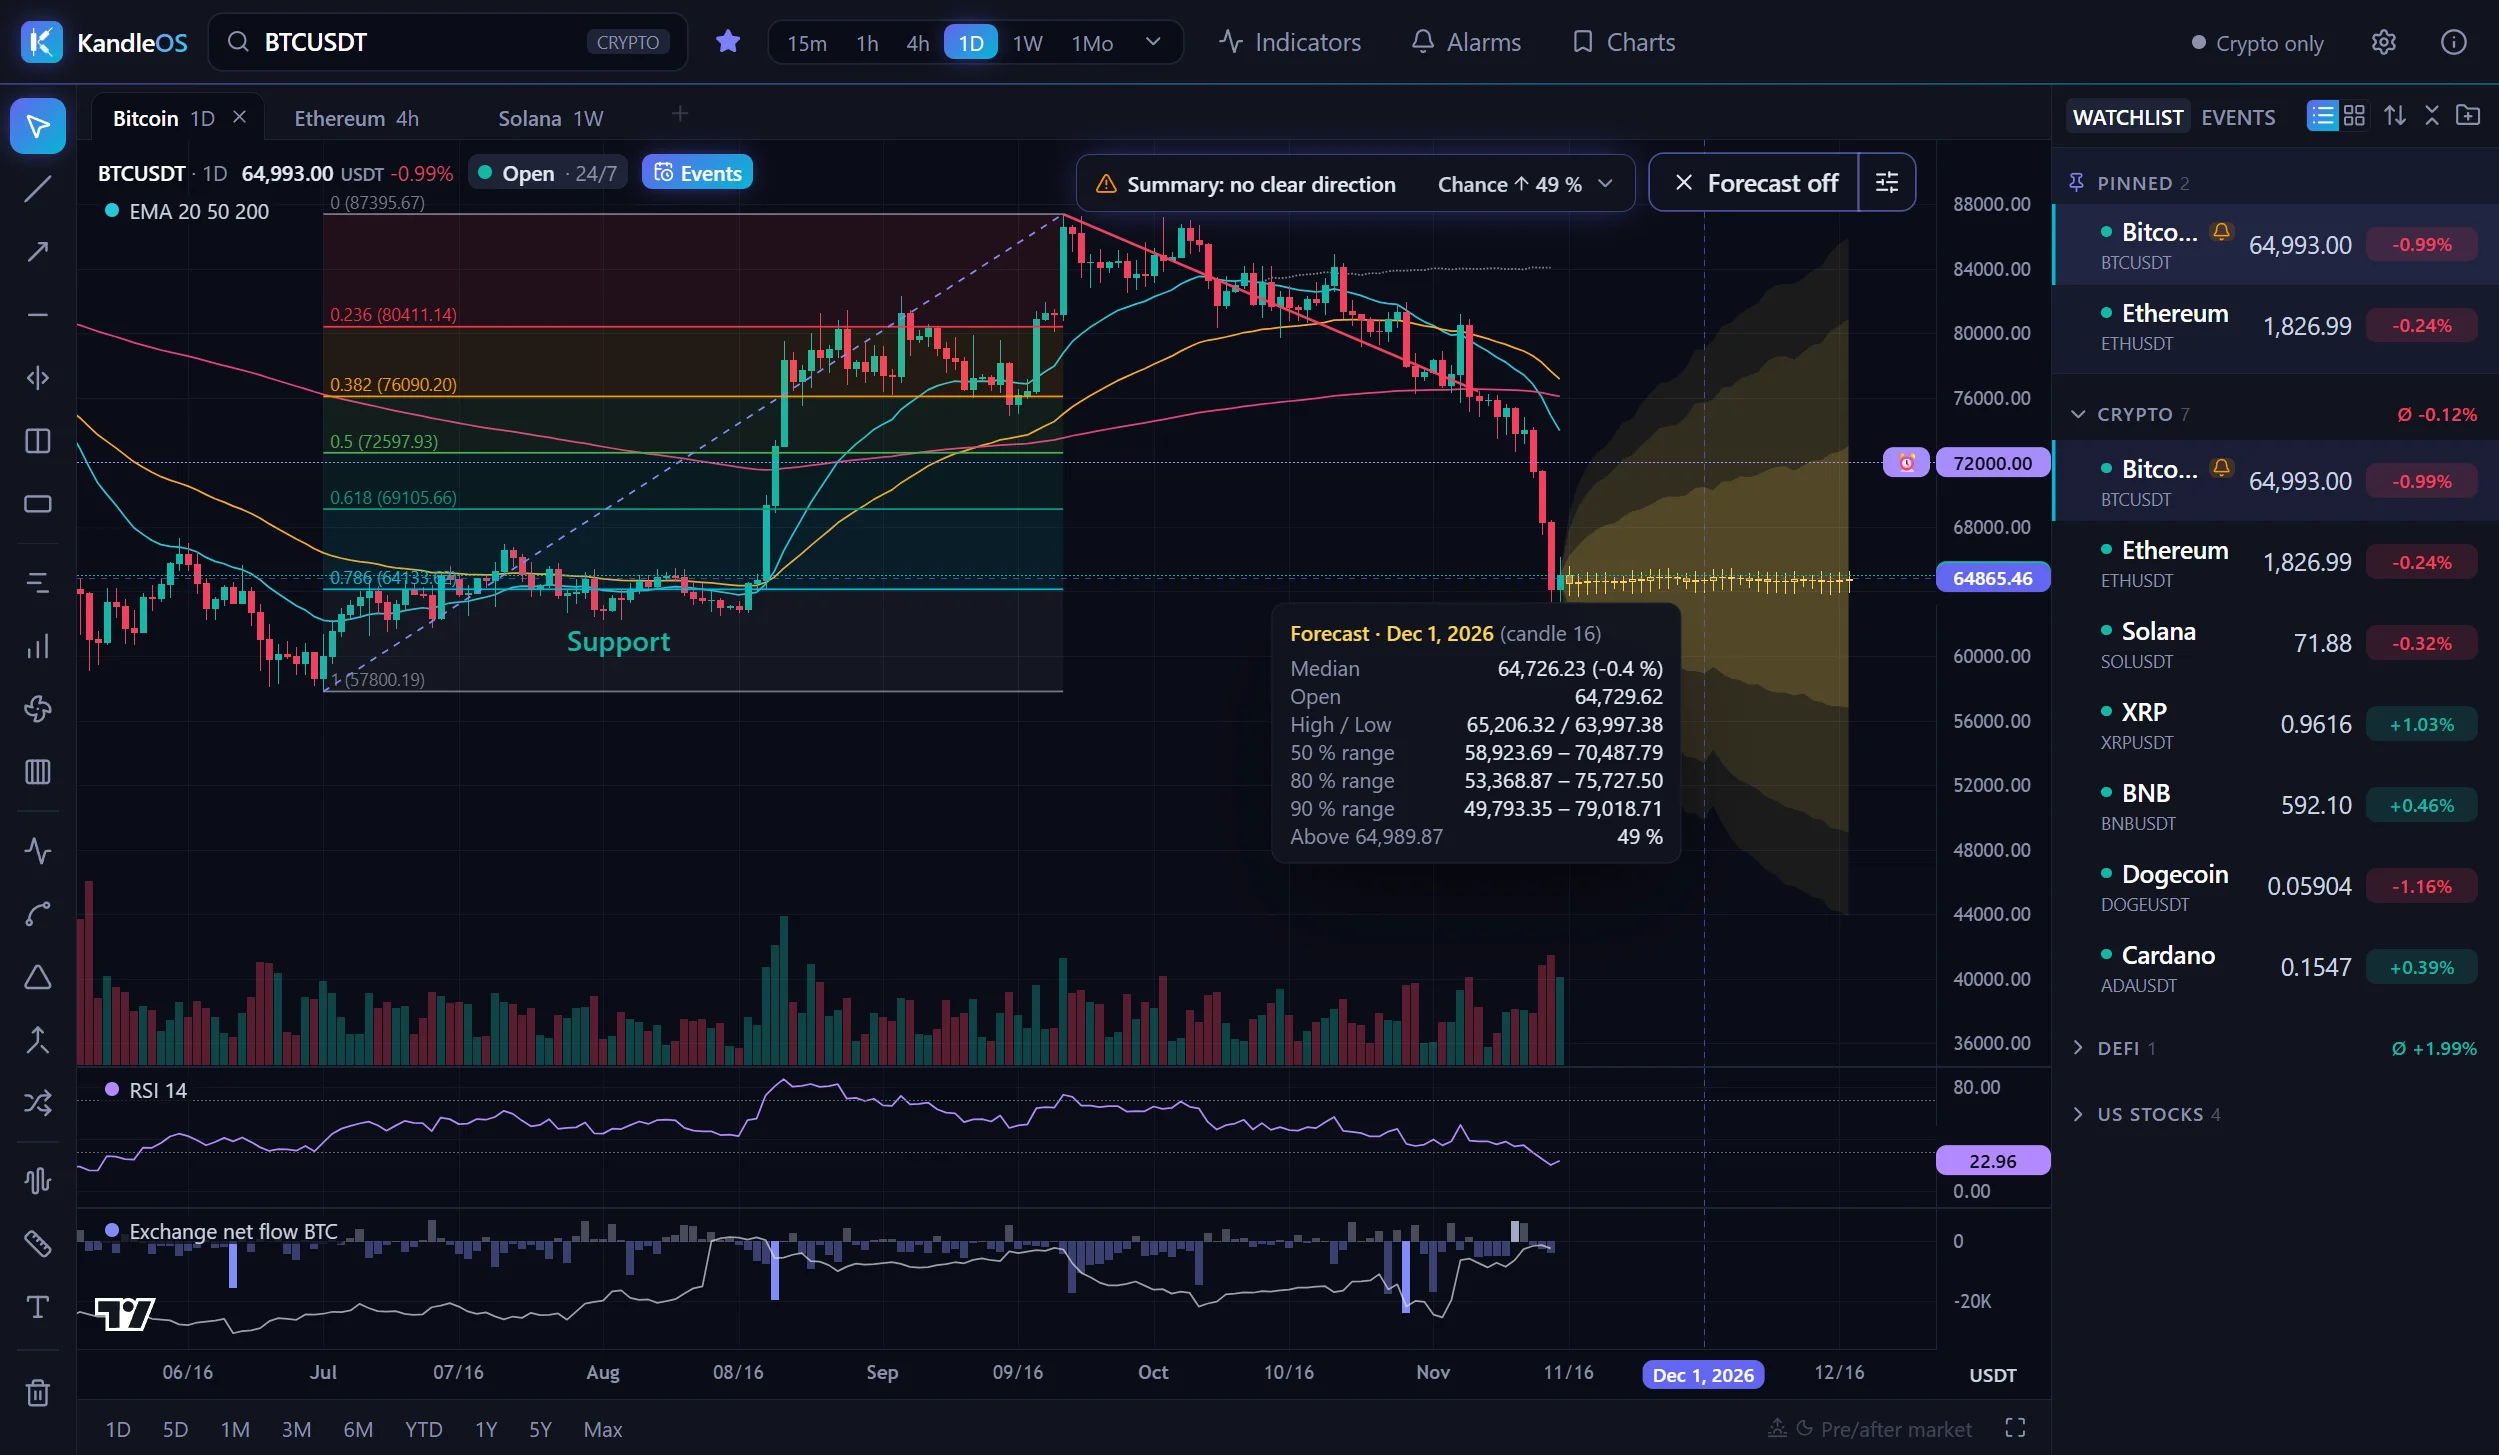 KandleOS
BTCUSDT CRYPTO
15m 1h 4h 1D 1W 1Mo
Indicators Alarms Charts
Crypto only
Bitcoin 1D Ethereum 4h Solana 1W
BTCUSDT · 1D 64,993.00 USDT -0.99% Open · 24/7 Events
EMA 20 50 200
Summary: no clear direction Chance ↑ 49 %
Forecast off
0 (87395.67)
0.236 (80411.14)
0.382 (76090.20)
0.5 (72597.93)
0.618 (69105.66)
0.786 (64133.62)
1 (57800.19)
Support
Forecast · Dec 1, 2026 (candle 16)
Median 64,726.23 (-0.4 %)
Open 64,729.62
High / Low 65,206.32 / 63,997.38
50 % range 58,923.69 – 70,487.79
80 % range 53,368.87 – 75,727.50
90 % range 49,793.35 – 79,018.71
Above 64,989.87 49 %
88000.00
84000.00
80000.00
76000.00
72000.00
68000.00
64865.46
60000.00
56000.00
52000.00
48000.00
44000.00
40000.00
36000.00
RSI 14
80.00
22.96
0.00
Exchange net flow BTC
0
-20K
06/16 Jul 07/16 Aug 08/16 Sep 09/16 Oct 10/16 Nov 11/16 Dec 1, 2026 12/16 USDT
1D 5D 1M 3M 6M YTD 1Y 5Y Max
Pre/after market
WATCHLIST EVENTS
PINNED 2
Bitco... 64,993.00 -0.99%
BTCUSDT
Ethereum 1,826.99 -0.24%
ETHUSDT
CRYPTO 7 Ø -0.12%
Bitco... 64,993.00 -0.99%
BTCUSDT
Ethereum 1,826.99 -0.24%
ETHUSDT
Solana 71.88 -0.32%
SOLUSDT
XRP 0.9616 +1.03%
XRPUSDT
BNB 592.10 +0.46%
BNBUSDT
Dogecoin 0.05904 -1.16%
DOGEUSDT
Cardano 0.1547 +0.39%
ADAUSDT
DEFI 1 Ø +1.99%
US STOCKS 4